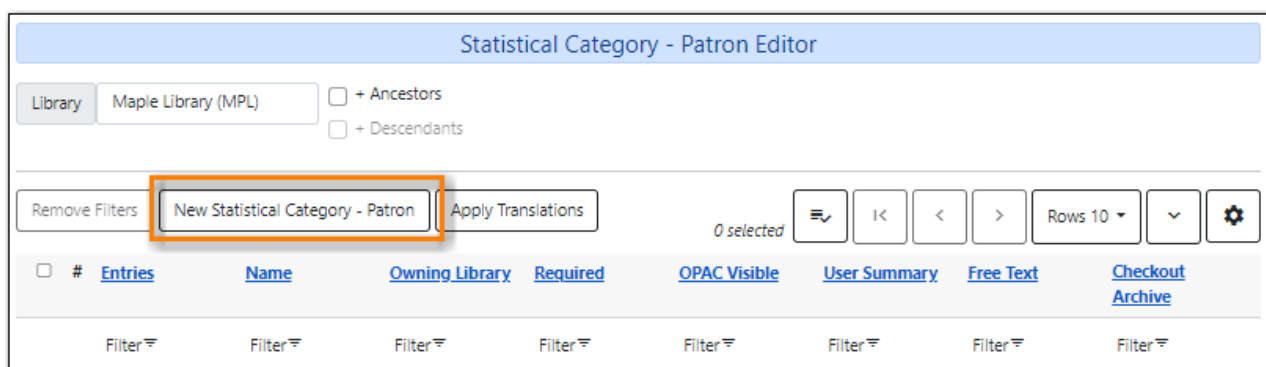 Statistical Category - Patron Editor
Library Maple Library (MPL) + Ancestors
+ Descendants
Remove Filters New Statistical Category - Patron Apply Translations 0 selected Rows 10
# Entries Name Owning Library Required OPAC Visible User Summary Free Text Checkout Archive
Filter Filter Filter Filter Filter Filter Filter Filter